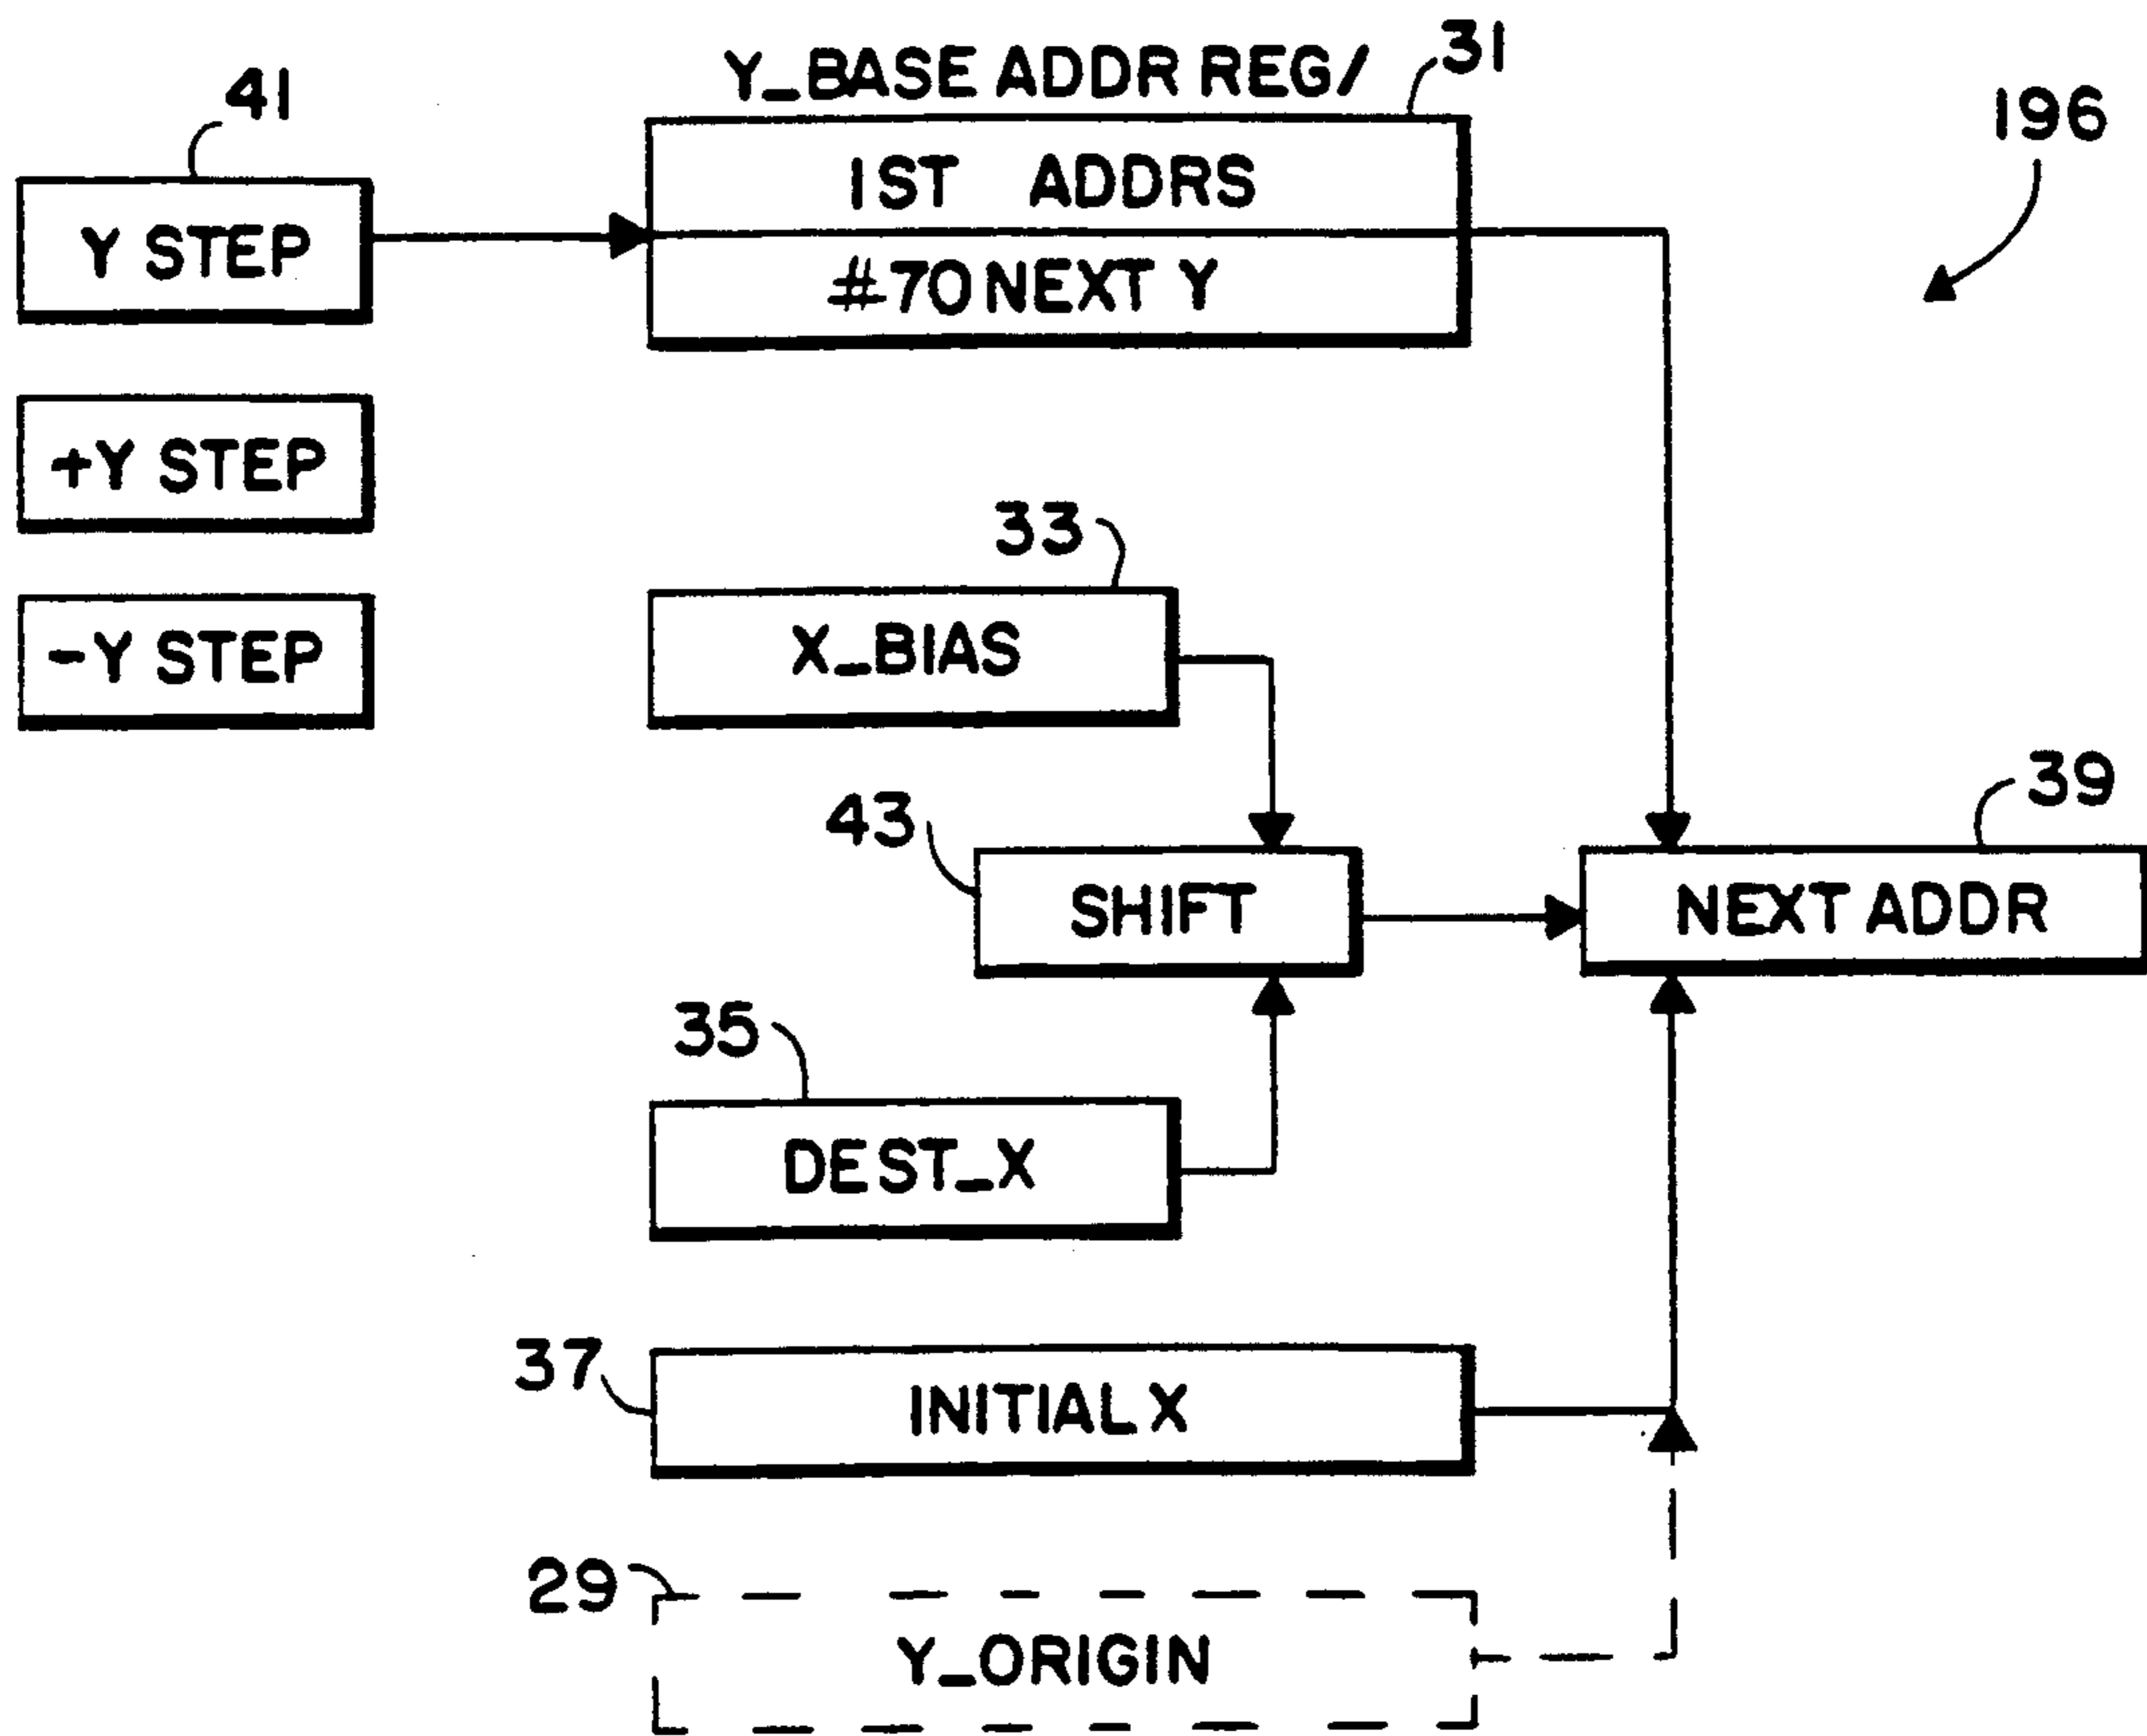 Y_BASE ADDR REG/
31
41
196
1ST ADDRS
Y STEP
#70 NEXT Y
+Y STEP
33
-Y STEP
X_BIAS
39
43
SHIFT
NEXT ADDR
35
DEST_X
37
INITIAL X
29
Y_ORIGIN